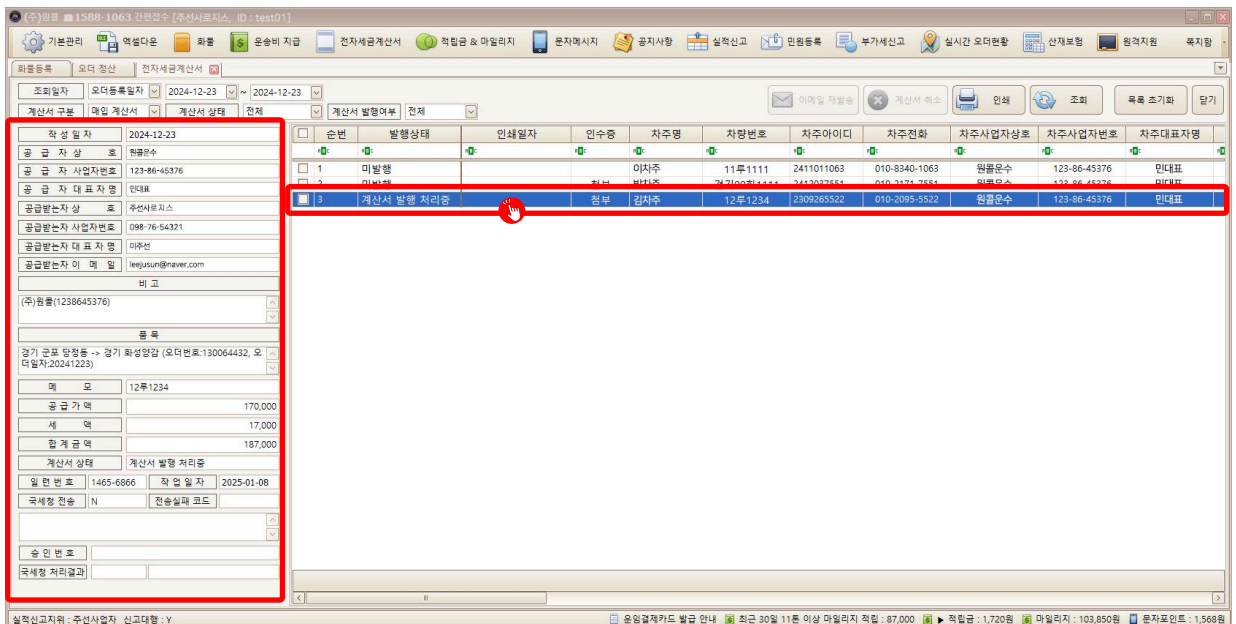 (주)원콜 ☎1588-1063 간편접수 [주선사로지스, ID : test01]
기본관리 엑셀다운 화물 운송비 지급 전자세금계산서 적립금 & 마일리지 문자메시지 공지사항 실적신고 민원등록 부가세신고 실시간 오더현황 산재보험 원격지원 쪽지함
화물등록 오더 정산 전자세금계산서
조회일자 오더등록일자 2024-12-23 ~ 2024-12-23
계산서 구분 매입 계산서 계산서 상태 전체 계산서 발행여부 전체
이메일 재발송 계산서 취소 인쇄 조회 목록 초기화 닫기
작 성 일 자 2024-12-23
공 급 자 상 호 원콜운수
공 급 자 사업자번호 123-86-45376
공 급 자 대 표 자 명 민대표
공급받는자 상 호 주선사로지스
공급받는자 사업자번호 098-76-54321
공급받는자 대 표 자 명 이주선
공급받는자 이 메 일 leejusun@naver.com
비 고
(주)원콜(1238645376)
품 목
경기 군포 당정동 -> 경기 화성양감 (오더번호:130064432, 오
더일자:20241223)
메 모 12루1234
공 급 가 액 170,000
세 액 17,000
합 계 금 액 187,000
계산서 상태 계산서 발행 처리중
일 련 번 호 1465-6866 작 업 일 자 2025-01-08
국세청 전송 N 전송실패 코드
승 인 번 호
국세청 처리결과
순번 발행상태 인쇄일자 인수증 차주명 차량번호 차주아이디 차주전화 차주사업자상호 차주사업자번호 차주대표자명
1 미발행 이차주 11루1111 2411011063 010-8340-1063 원콜운수 123-86-45376 민대표
3 계산서 발행 처리중 첨부 김차주 12루1234 2309265522 010-2095-5522 원콜운수 123-86-45376 민대표
실적신고지위 : 주선사업자 신고대행 : Y
운임결제카드 발급 안내 최근 30일 11톤 이상 마일리지 적립 : 87,000 ▶ 적립금 : 1,720원 마일리지 : 103,850원 문자포인트 : 1,568원